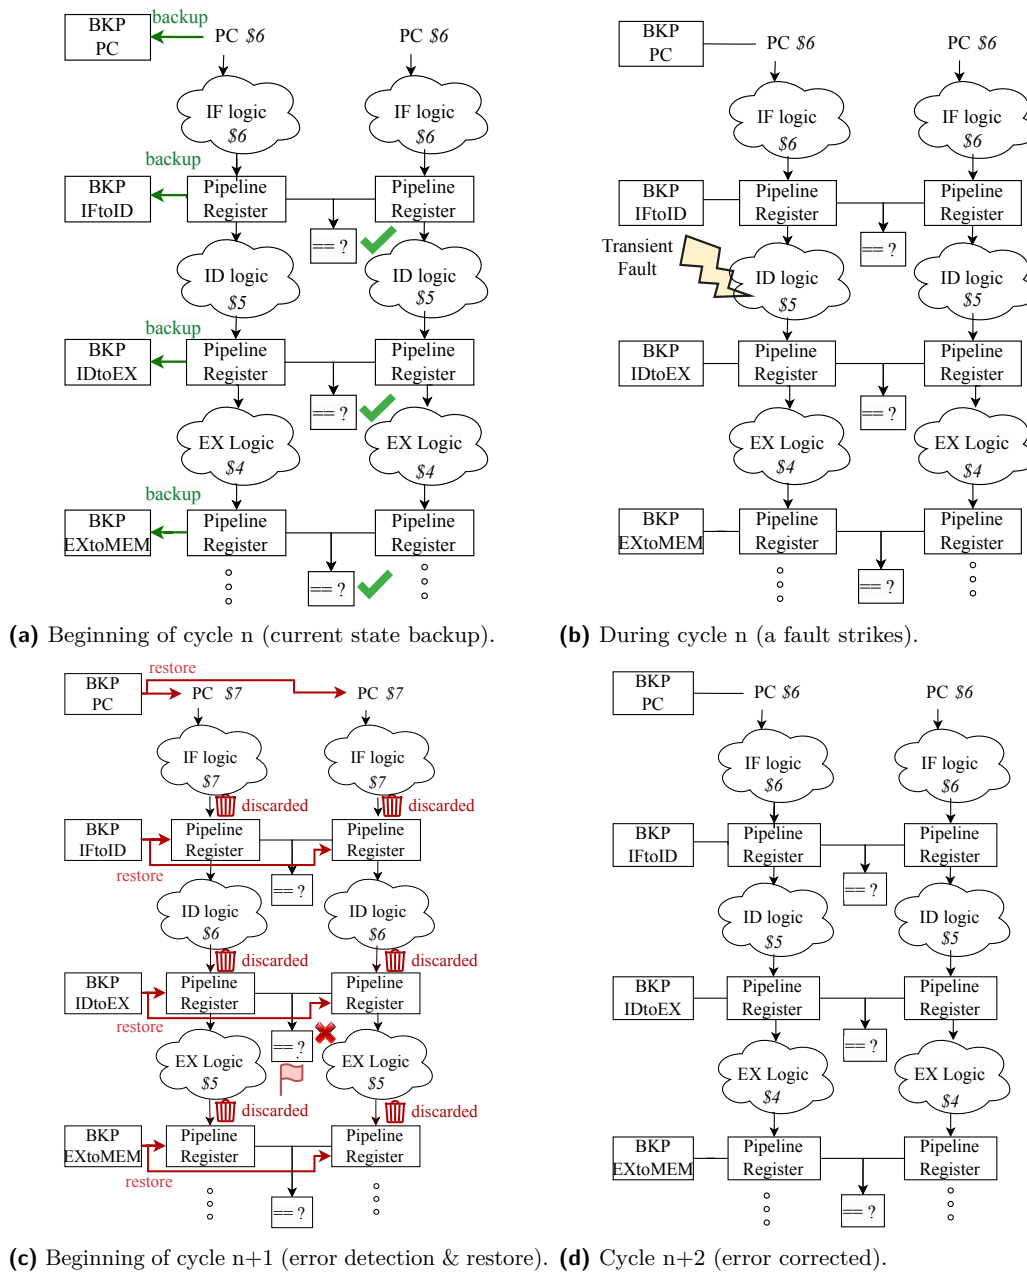 BKP
PC
backup
PC $6
PC $6
IF logic
$6
IF logic
$6
backup
BKP
IFtoID
Pipeline
Register
Pipeline
Register
== ?
ID logic
$5
ID logic
$5
backup
BKP
IDtoEX
Pipeline
Register
Pipeline
Register
== ?
EX Logic
$4
EX Logic
$4
backup
BKP
EXtoMEM
Pipeline
Register
Pipeline
Register
== ?
(a) Beginning of cycle n (current state backup).
BKP
PC
PC $6
PC $6
IF logic
$6
IF logic
$6
BKP
IFtoID
Pipeline
Register
Pipeline
Register
== ?
Transient
Fault
ID logic
$5
ID logic
$5
BKP
IDtoEX
Pipeline
Register
Pipeline
Register
== ?
EX Logic
$4
EX Logic
$4
BKP
EXtoMEM
Pipeline
Register
Pipeline
Register
== ?
(b) During cycle n (a fault strikes).
BKP
PC
restore
PC $7
PC $7
IF logic
$7
IF logic
$7
discarded
discarded
BKP
IFtoID
Pipeline
Register
Pipeline
Register
restore
== ?
ID logic
$6
ID logic
$6
discarded
discarded
BKP
IDtoEX
Pipeline
Register
Pipeline
Register
restore
== ?
EX Logic
$5
EX Logic
$5
discarded
discarded
BKP
EXtoMEM
Pipeline
Register
Pipeline
Register
restore
== ?
(c) Beginning of cycle n+1 (error detection & restore).
BKP
PC
PC $6
PC $6
IF logic
$6
IF logic
$6
BKP
IFtoID
Pipeline
Register
Pipeline
Register
== ?
ID logic
$5
ID logic
$5
BKP
IDtoEX
Pipeline
Register
Pipeline
Register
== ?
EX Logic
$4
EX Logic
$4
BKP
EXtoMEM
Pipeline
Register
Pipeline
Register
== ?
(d) Cycle n+2 (error corrected).